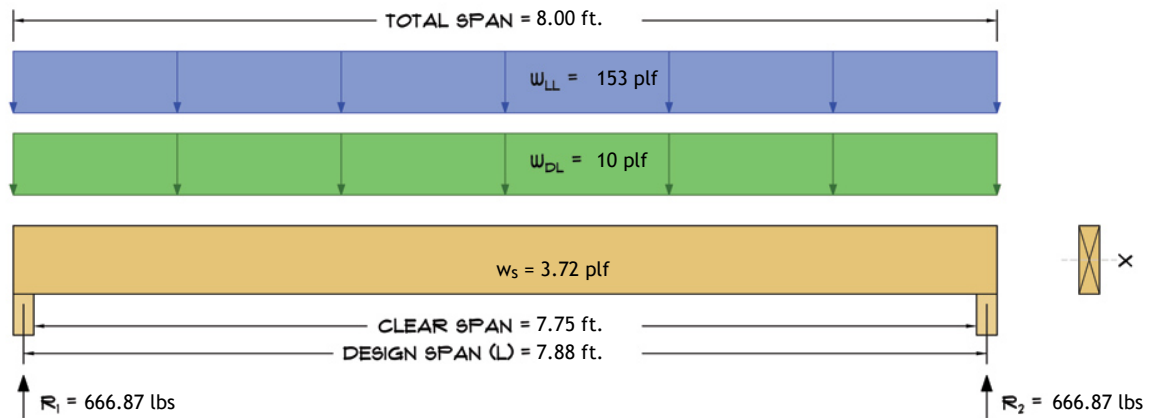 TOTAL SPAN = 8.00 ft.
WLL = 153 plf
WDL = 10 plf
ws = 3.72 plf
X
CLEAR SPAN = 7.75 ft.
DESIGN SPAN (L) = 7.88 ft.
R1 = 666.87 lbs
R2 = 666.87 lbs